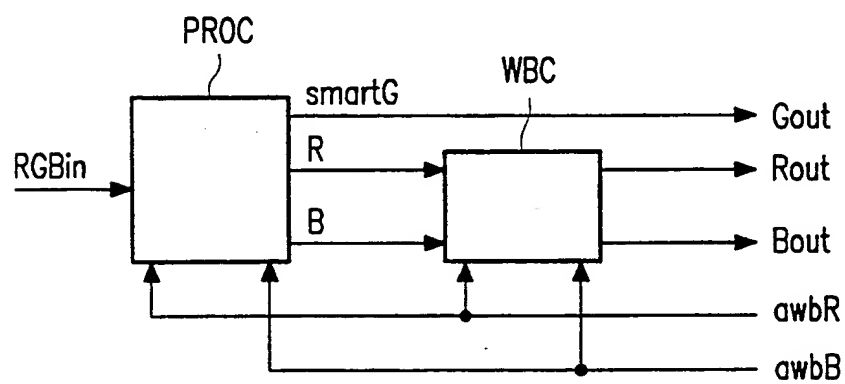 PROC
WBC
smartG
Gout
RGBin
R
Rout
B
Bout
awbR
awbB